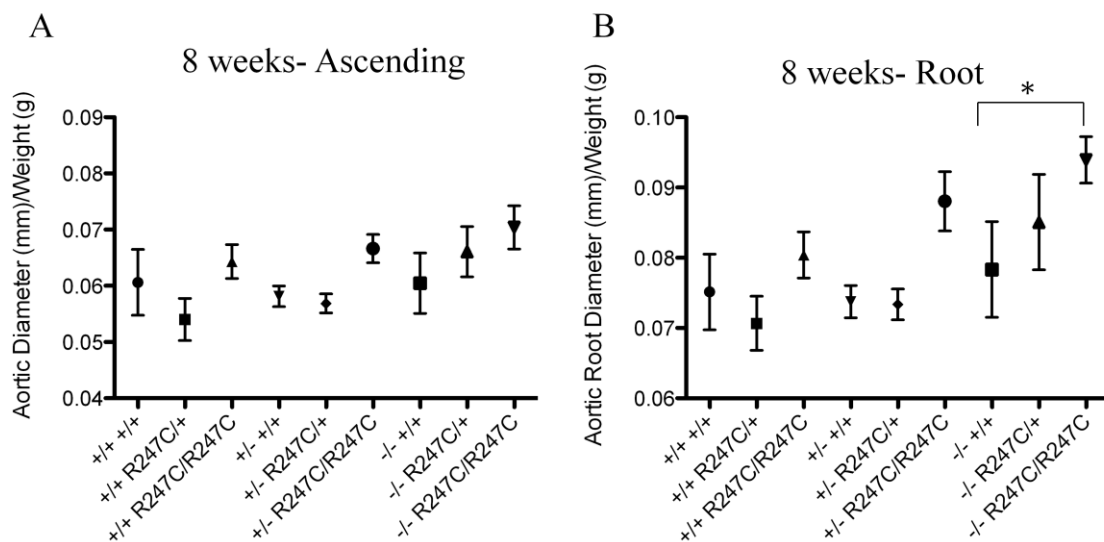 A
8 weeks- Ascending
Aortic Diameter (mm)/Weight (g)
0.09
0.08
0.07
0.06
0.05
0.04
+/+ +/+
+/+ R247C/+
+/+ R247C/R247C
+/- +/+
+/- R247C/+
+/- R247C/R247C
-/- +/+
-/- R247C/+
-/- R247C/R247C
B
8 weeks- Root
*
Aortic Root Diameter (mm)/Weight (g)
0.10
0.09
0.08
0.07
0.06
+/+ +/+
+/+ R247C/+
+/+ R247C/R247C
+/- +/+
+/- R247C/+
+/- R247C/R247C
-/- +/+
-/- R247C/+
-/- R247C/R247C